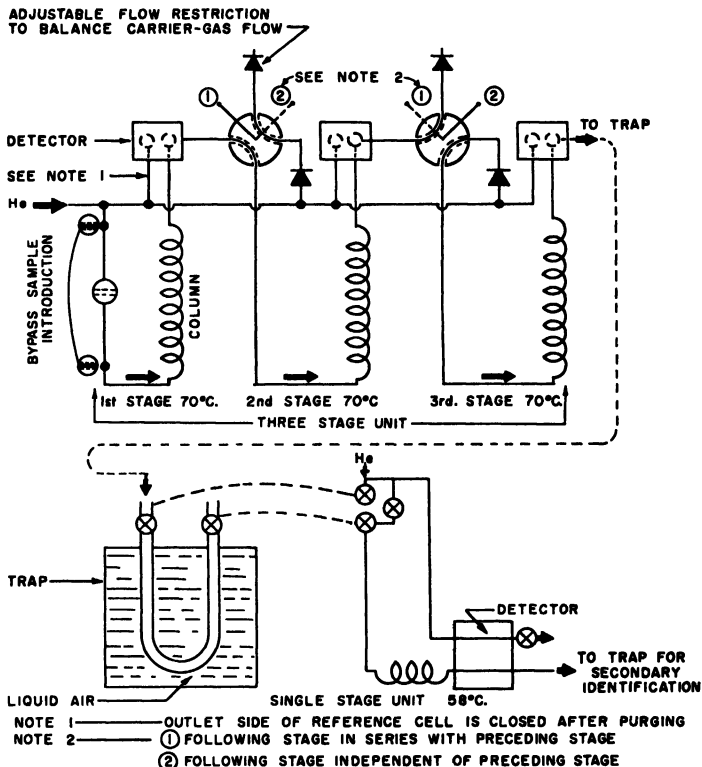 ADJUSTABLE FLOW RESTRICTION
TO BALANCE CARRIER-GAS FLOW
SEE NOTE 2
1
2
1
2
DETECTOR
TO TRAP
SEE NOTE 1
He
BYPASS SAMPLE
INTRODUCTION
COLUMN
1st STAGE 70°C.
2nd STAGE 70°C
3rd. STAGE 70°C.
THREE STAGE UNIT
He
TRAP
DETECTOR
TO TRAP FOR
SECONDARY
IDENTIFICATION
LIQUID AIR
SINGLE STAGE UNIT 58°C.
NOTE 1 OUTLET SIDE OF REFERENCE CELL IS CLOSED AFTER PURGING
NOTE 2 1 FOLLOWING STAGE IN SERIES WITH PRECEDING STAGE
2 FOLLOWING STAGE INDEPENDENT OF PRECEDING STAGE